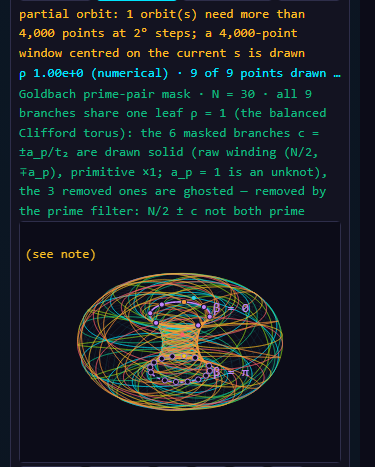 partial orbit: 1 orbit(s) need more than
4,000 points at 2° steps; a 4,000-point
window centred on the current s is drawn
ρ 1.00e+0 (numerical) · 9 of 9 points drawn …
Goldbach prime-pair mask · N = 30 · all 9
branches share one leaf ρ = 1 (the balanced
Clifford torus): the 6 masked branches c =
±a_p/t₂ are drawn solid (raw winding (N/2,
∓a_p), primitive ×1; a_p = 1 is an unknot),
the 3 removed ones are ghosted — removed by
the prime filter: N/2 ± c not both prime
(see note)
= 0
= π